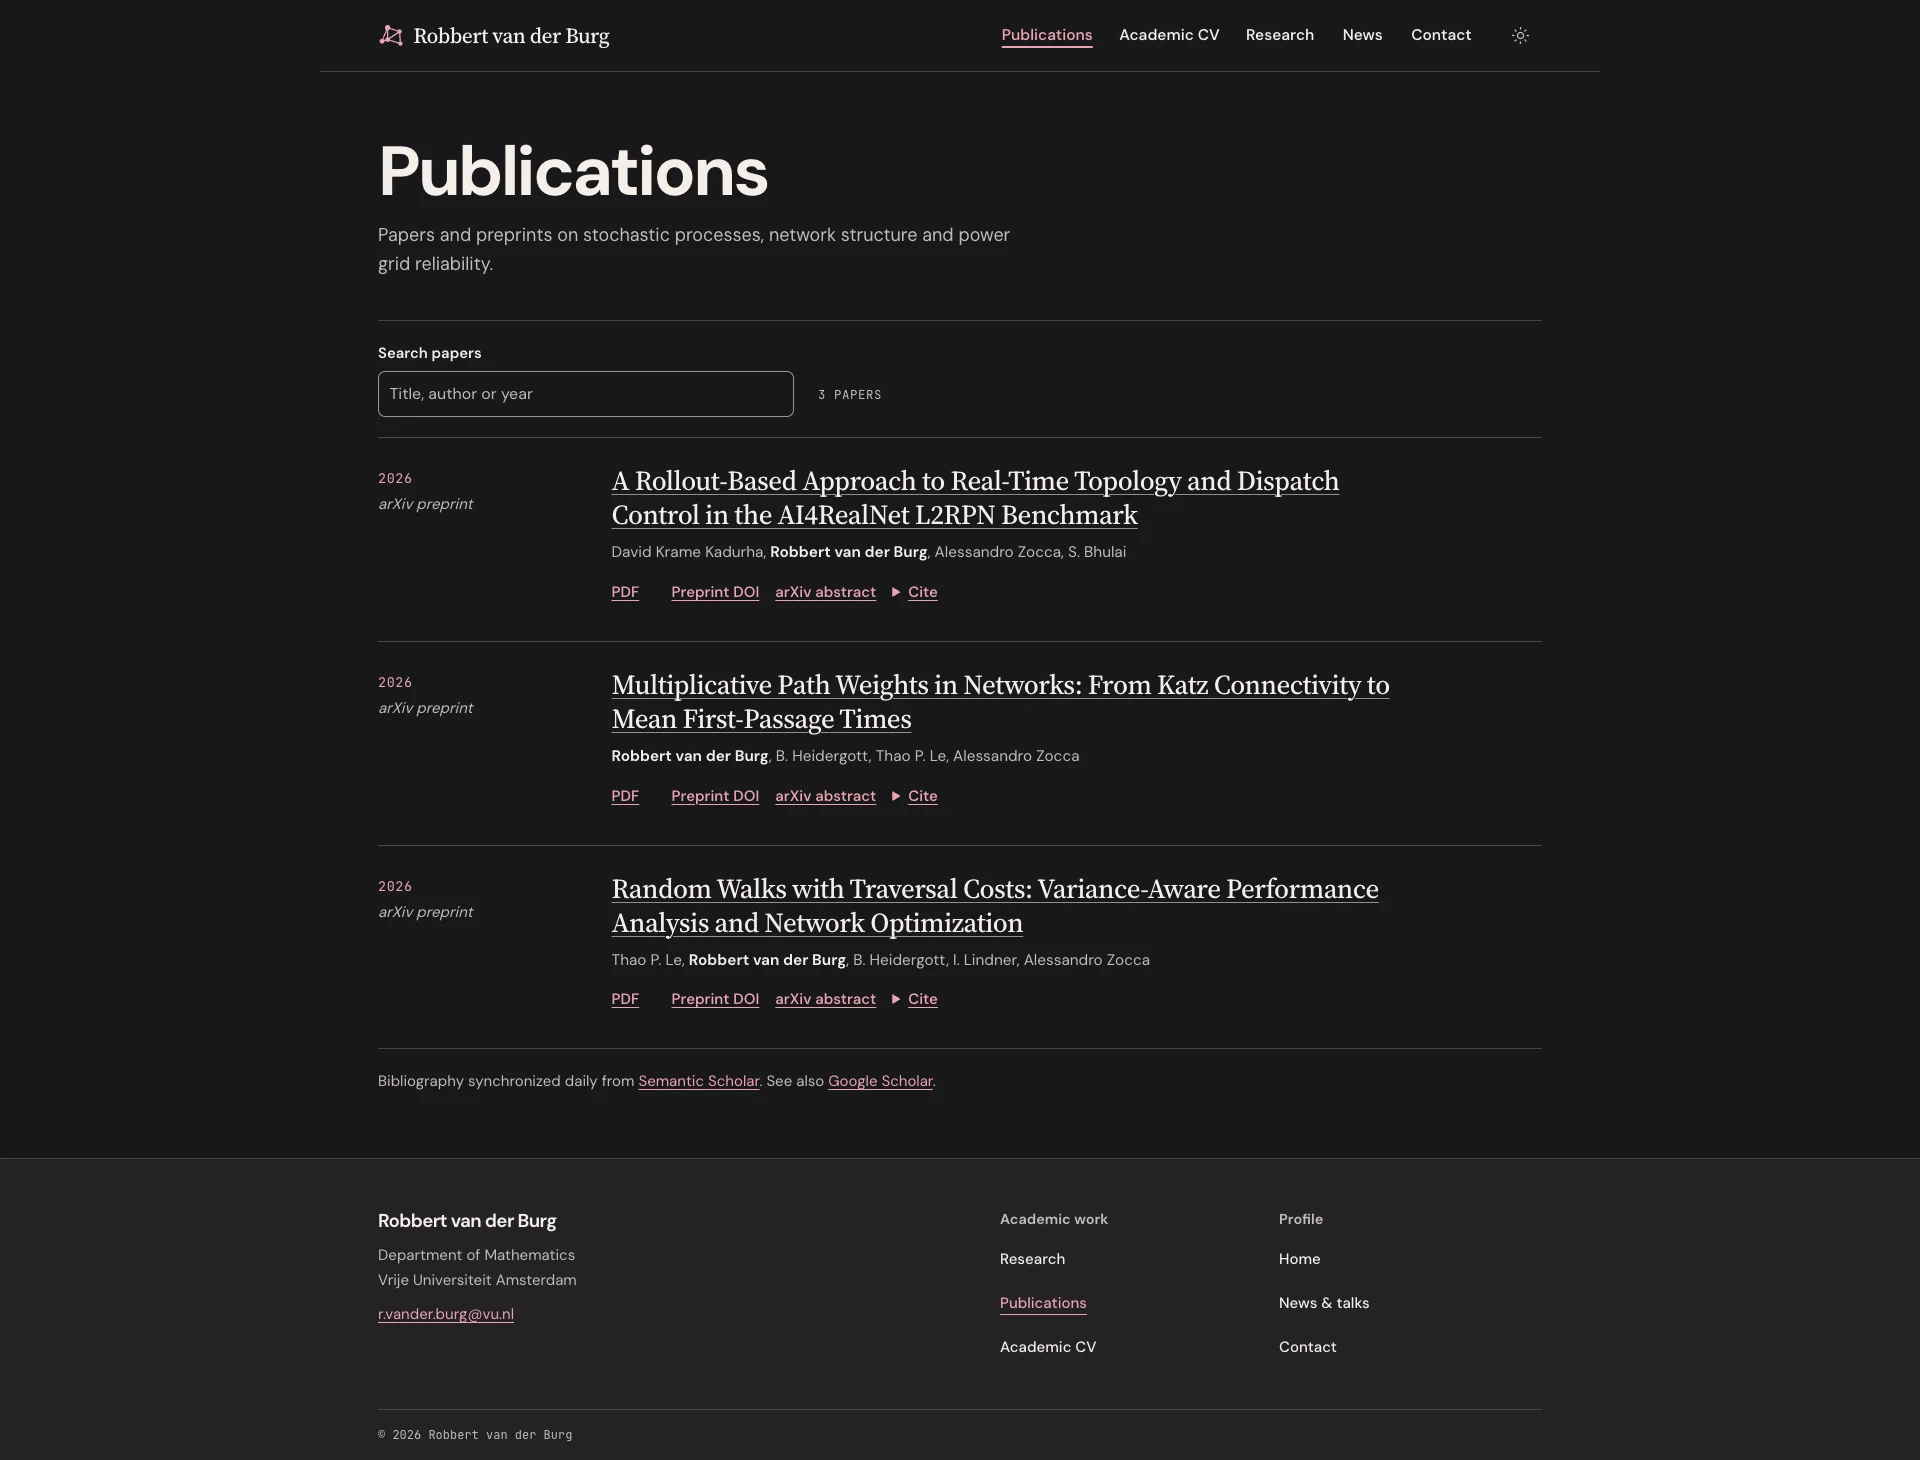 Robbert van der Burg
Publications Academic CV Research News Contact
Publications
Papers and preprints on stochastic processes, network structure and power
grid reliability.
Search papers
Title, author or year
3 PAPERS
2026
arXiv preprint
A Rollout-Based Approach to Real-Time Topology and Dispatch
Control in the AI4RealNet L2RPN Benchmark
David Krame Kadurha, Robbert van der Burg, Alessandro Zocca, S. Bhulai
PDF Preprint DOI arXiv abstract ▶ Cite
2026
arXiv preprint
Multiplicative Path Weights in Networks: From Katz Connectivity to
Mean First-Passage Times
Robbert van der Burg, B. Heidergott, Thao P. Le, Alessandro Zocca
PDF Preprint DOI arXiv abstract ▶ Cite
2026
arXiv preprint
Random Walks with Traversal Costs: Variance-Aware Performance
Analysis and Network Optimization
Thao P. Le, Robbert van der Burg, B. Heidergott, I. Lindner, Alessandro Zocca
PDF Preprint DOI arXiv abstract ▶ Cite
Bibliography synchronized daily from Semantic Scholar. See also Google Scholar.
Robbert van der Burg
Department of Mathematics
Vrije Universiteit Amsterdam
r.vander.burg@vu.nl
Academic work
Research
Publications
Academic CV
Profile
Home
News & talks
Contact
© 2026 Robbert van der Burg